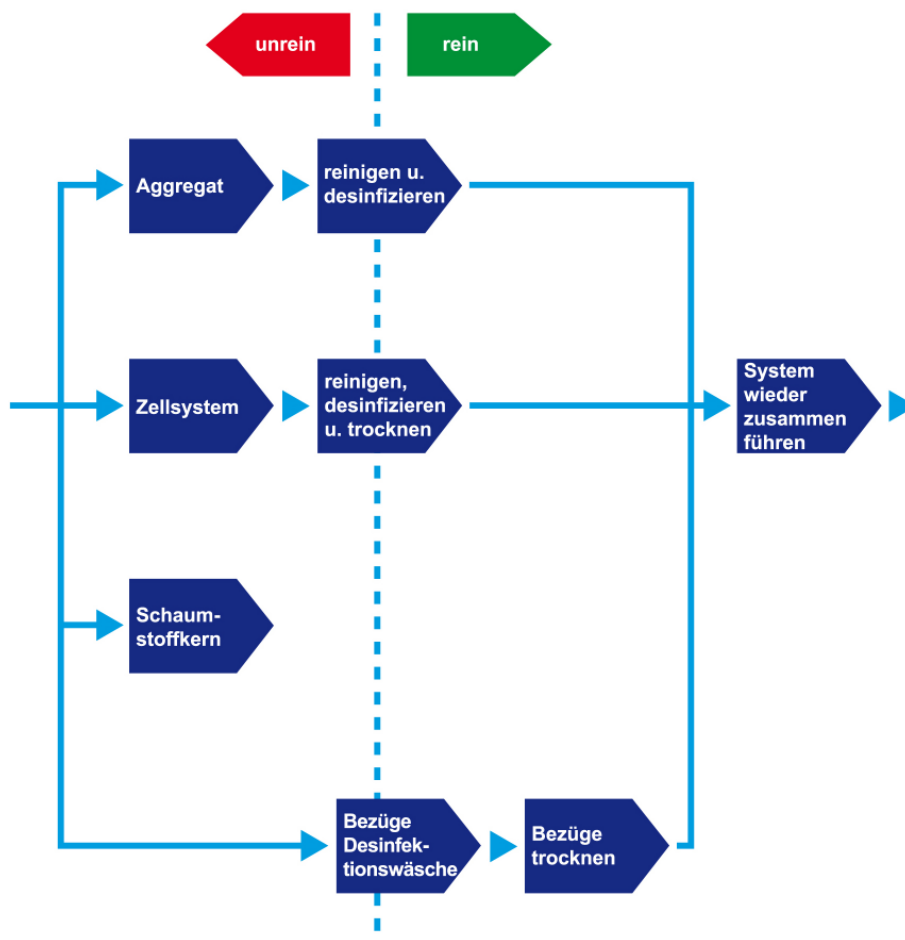 unrein
rein
Aggregat
reinigen u.
desinfizieren
Zellsystem
reinigen,
desinfizieren
u. trocknen
System
wieder
zusammen
führen
Schaum-
stoffkern
Bezüge
Desinfek-
tionswäsche
Bezüge
trocknen